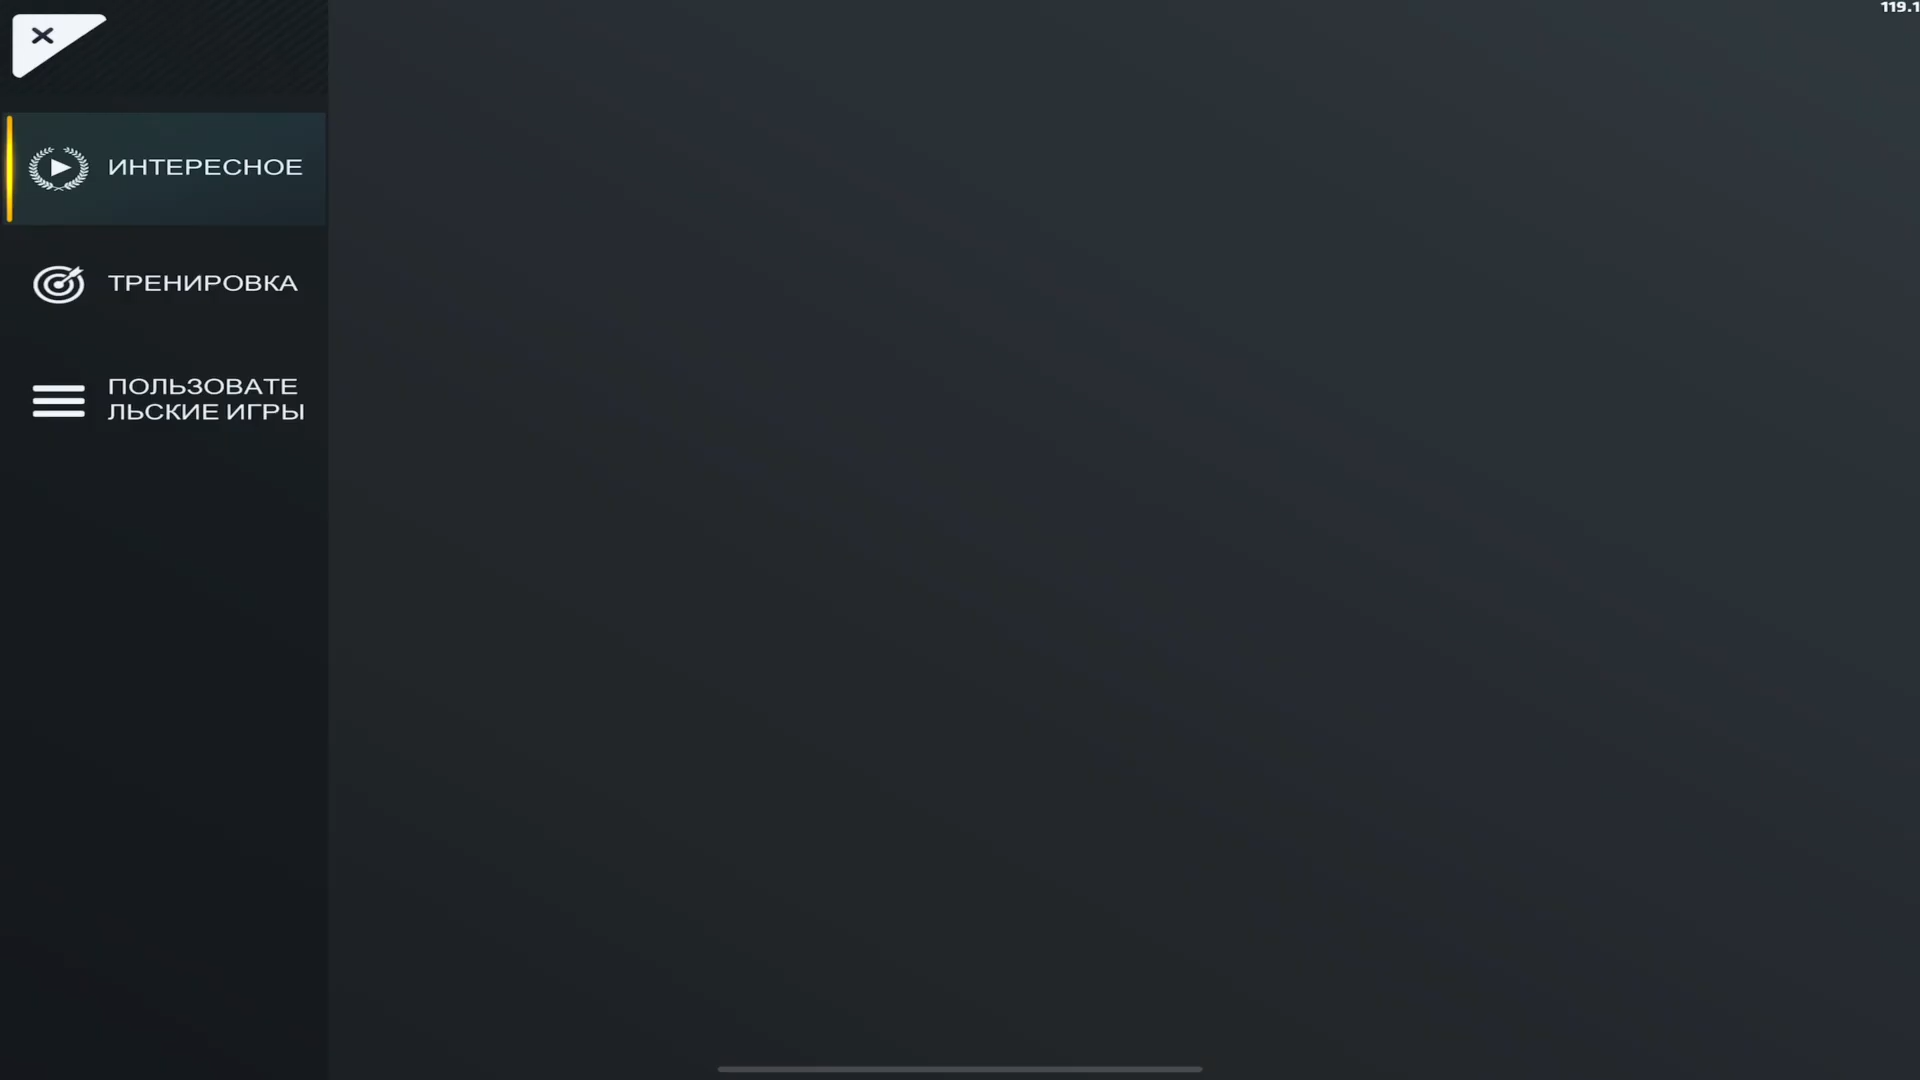 119.1
ИНТЕРЕСНОЕ
ТРЕНИРОВКА
ПОЛЬЗОВАТЕ
ЛЬСКИЕ ИГРЫ